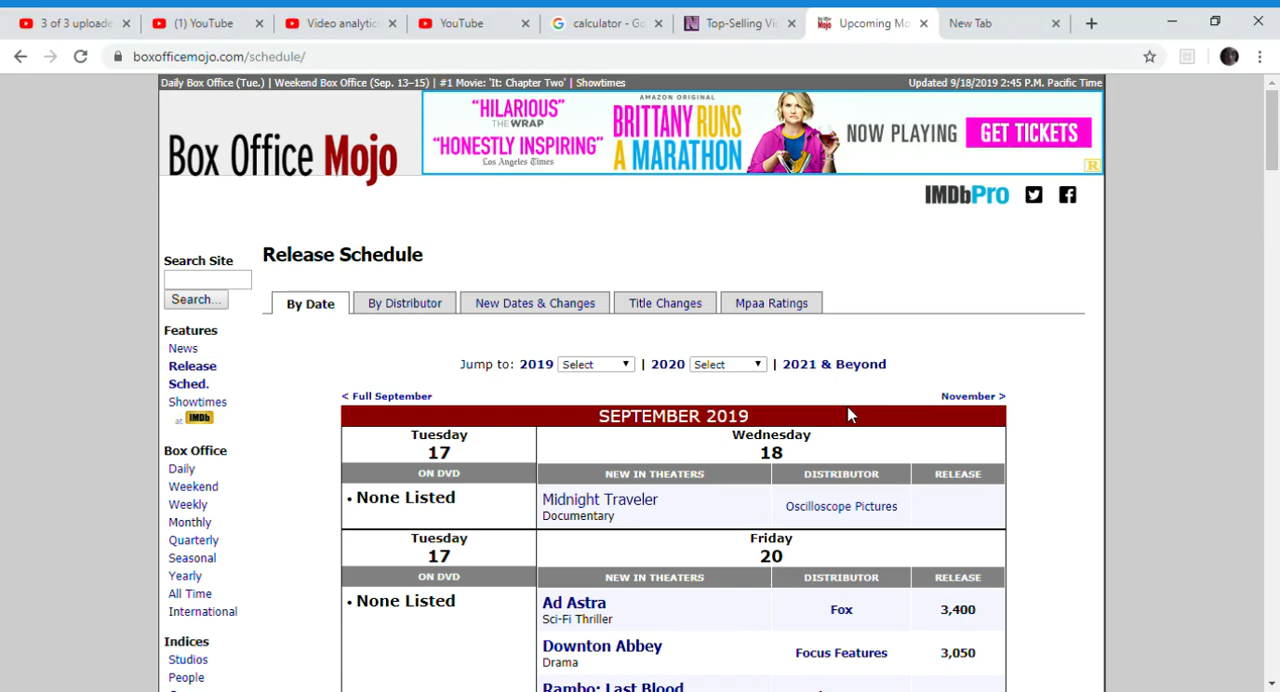 3 of 3 uploade
(1) YouTube
Video analytic
YouTube
calculator - Go
Top-Selling Vi
Upcoming Mo
New Tab
boxofficemojo.com/schedule/
Daily Box Office (Tue.) | Weekend Box Office (Sep. 13–15) | #1 Movie: 'It: Chapter Two' | Showtimes
Updated 9/18/2019 2:45 P.M. Pacific Time
Box Office Mojo
"HILARIOUS"
THE WRAP
"HONESTLY INSPIRING"
Los Angeles Times
AMAZON ORIGINAL
BRITTANY RUNS
A MARATHON
NOW PLAYING
GET TICKETS
R
IMDbPro
Search Site
Search...
Features
News
Release
Sched.
Showtimes
at IMDb
Box Office
Daily
Weekend
Weekly
Monthly
Quarterly
Seasonal
Yearly
All Time
International
Indices
Studios
People
Release Schedule
By Date
By Distributor
New Dates & Changes
Title Changes
Mpaa Ratings
Jump to: 2019 Select | 2020 Select | 2021 & Beyond
< Full September
November >
SEPTEMBER 2019
Tuesday
17
Wednesday
18
ON DVD
NEW IN THEATERS
DISTRIBUTOR
RELEASE
• None Listed
Midnight Traveler
Documentary
Oscilloscope Pictures
Tuesday
17
Friday
20
ON DVD
NEW IN THEATERS
DISTRIBUTOR
RELEASE
• None Listed
Ad Astra
Sci-Fi Thriller
Fox
3,400
Downton Abbey
Drama
Focus Features
3,050
Rambo: Last Blood